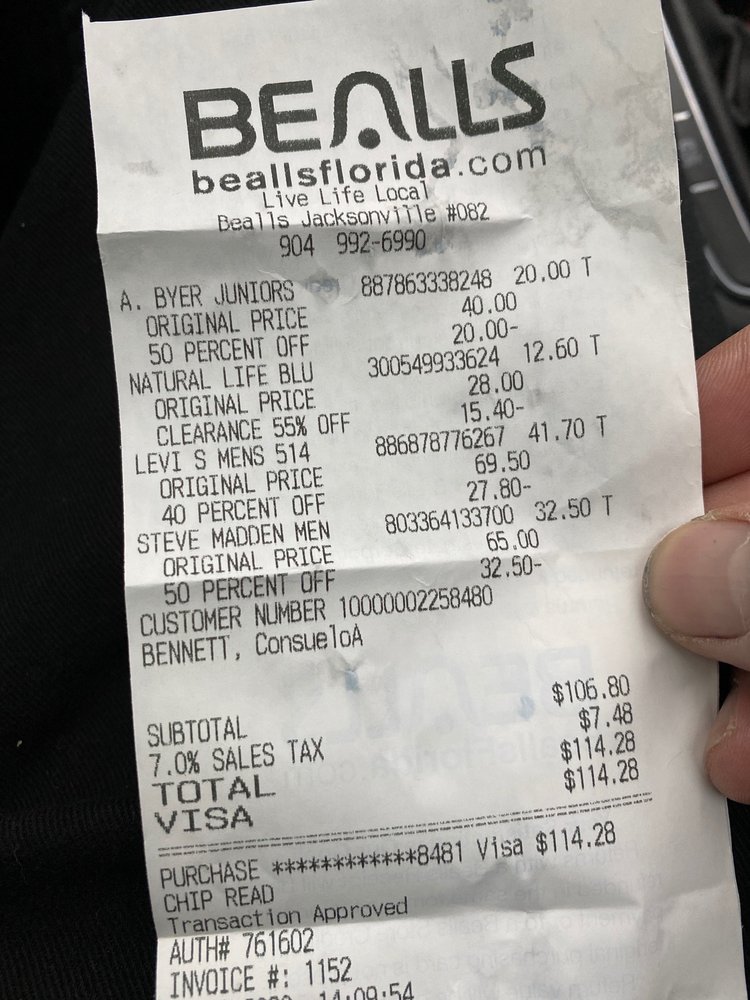 BEALLS
beallsflorida.com
Live Life Local
Bealls Jacksonville #082
904 992-6990
A. BYER JUNIORS 887863338248 20.00 T
ORIGINAL PRICE 40.00
50 PERCENT OFF 20.00-
NATURAL LIFE BLU 300549933624 12.60 T
ORIGINAL PRICE 28.00
CLEARANCE 55% OFF 15.40-
LEVI S MENS 514 886878776267 41.70 T
ORIGINAL PRICE 69.50
40 PERCENT OFF 27.80-
STEVE MADDEN MEN 803364133700 32.50 T
ORIGINAL PRICE 65.00
50 PERCENT OFF 32.50-
CUSTOMER NUMBER 10000002258480
BENNETT, ConsueloA
SUBTOTAL $106.80
7.0% SALES TAX $7.48
TOTAL $114.28
VISA $114.28
PURCHASE ************8481 Visa $114.28
CHIP READ
Transaction Approved
AUTH# 761602
INVOICE #: 1152
14:09:54